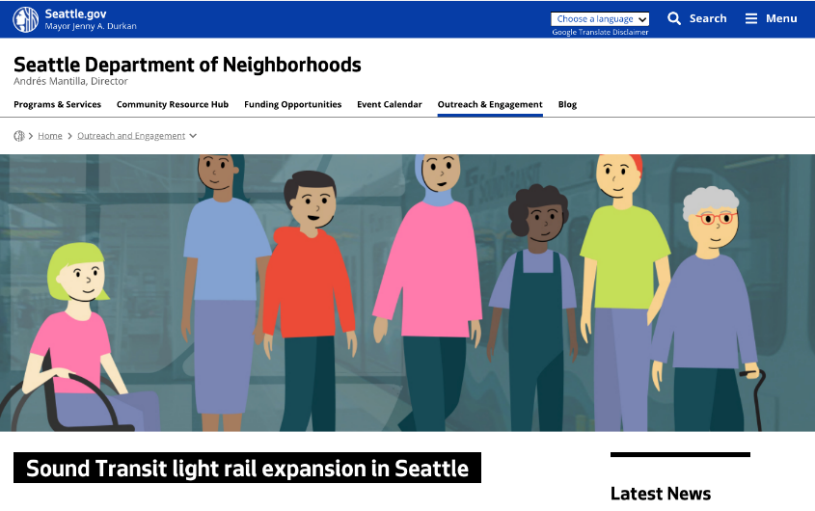 Seattle.gov
Mayor Jenny A. Durkan
Choose a language
Google Translate Disclaimer
Search
Menu
Seattle Department of Neighborhoods
Andrés Mantilla, Director
Programs & Services Community Resource Hub Funding Opportunities Event Calendar Outreach & Engagement Blog
Home > Outreach and Engagement
Sound Transit light rail expansion in Seattle
Latest News